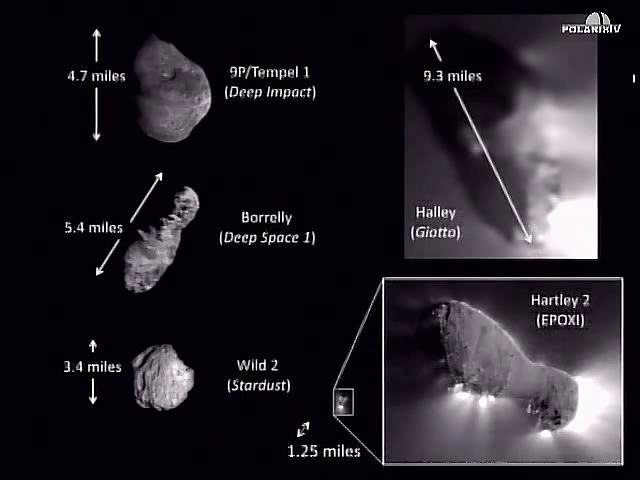 POLARIXIV
4.7 miles
9P/Tempel 1
(Deep Impact)
9.3 miles
5.4 miles
Borrelly
(Deep Space 1)
Halley
(Giotto)
Hartley 2
(EPOXI)
3.4 miles
Wild 2
(Stardust)
1.25 miles